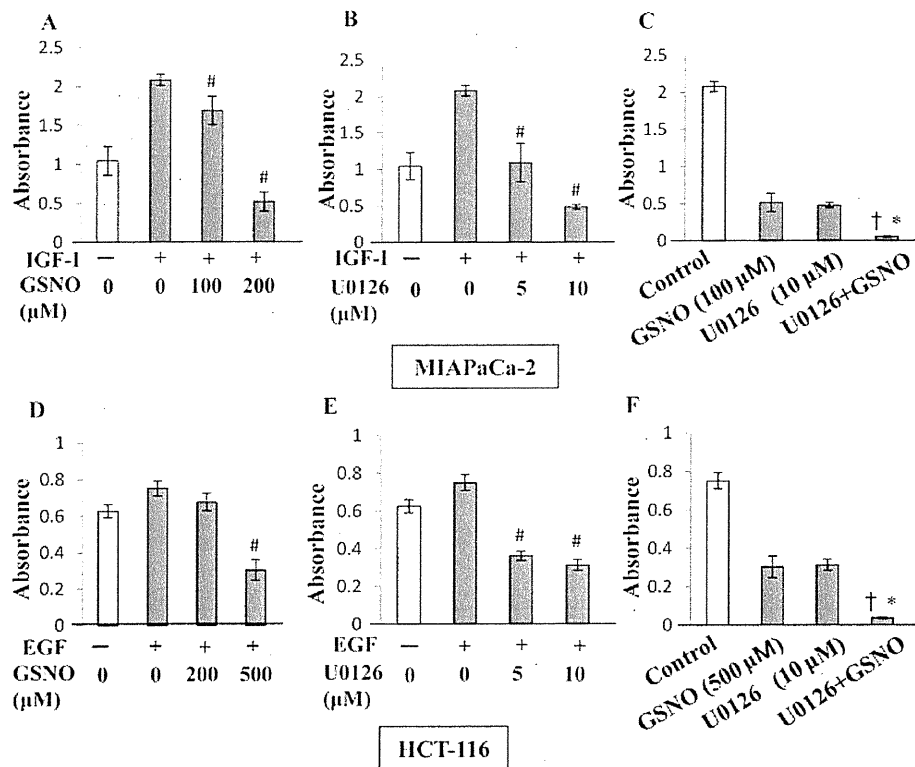 A
Absorbance
2.5
2
1.5
1
0.5
0
IGF-I — + + +
GSNO 0 0 100 200
(μM)
# #
B
Absorbance
2.5
2
1.5
1
0.5
0
IGF-I — + + +
U0126 0 0 5 10
(μM)
# #
C
Absorbance
2.5
2
1.5
1
0.5
0
† *
Control
GSNO (100 μM)
U0126 (10 μM)
U0126+GSNO
MIAPaCa-2
D
Absorbance
1
0.8
0.6
0.4
0.2
0
EGF — + + +
GSNO 0 0 200 500
(μM)
#
E
Absorbance
1
0.8
0.6
0.4
0.2
0
EGF — + + +
U0126 0 0 5 10
(μM)
# #
F
Absorbance
1
0.8
0.6
0.4
0.2
0
† *
Control
GSNO (500 μM)
U0126 (10 μM)
U0126+GSNO
HCT-116